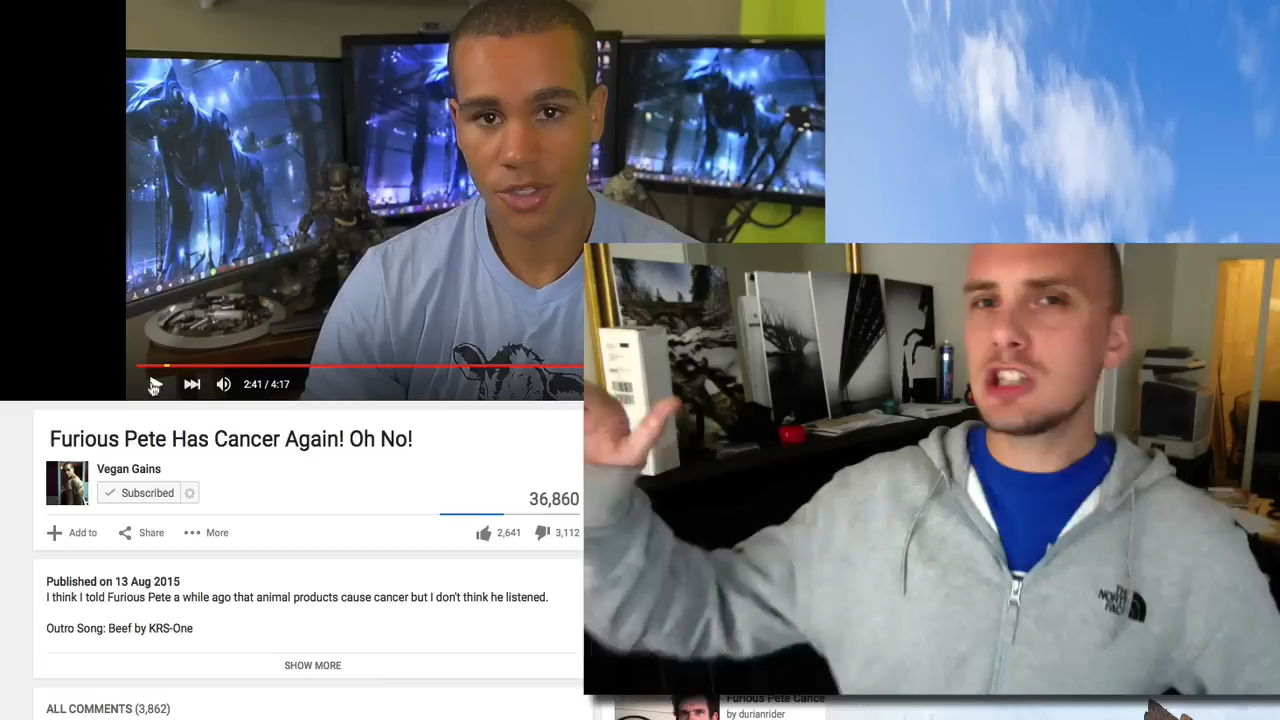 2:41 / 4:17
Furious Pete Has Cancer Again! Oh No!
Vegan Gains
Subscribed
36,860
Add to
Share
More
2,641
3,112
Published on 13 Aug 2015
I think I told Furious Pete a while ago that animal products cause cancer but I don't think he listened.
Outro Song: Beef by KRS-One
SHOW MORE
ALL COMMENTS (3,862)
THE
NORTH
FACE
Furious Pete Cance
by durianrider